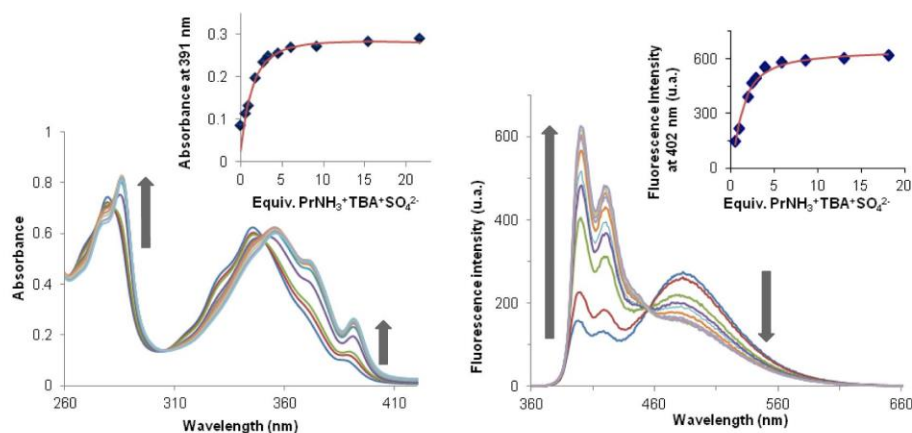 Absorbance at 391 nm
0.3
0.2
0.1
0
0 5 10 15 20
Equiv. PrNH₃⁺TBA⁺SO₄²⁻
Absorbance
1
0.8
0.6
0.4
0.2
0
260 310 360 410
Wavelength (nm)
Fluorescence Intensity
at 402 nm (u.a.)
600
300
0
0 5 10 15 20
Equiv. PrNH₃⁺TBA⁺SO₄²⁻
Fluorescence intensity (u.a.)
600
500
400
300
200
100
0
360 460 560 660
Wavelength (nm)